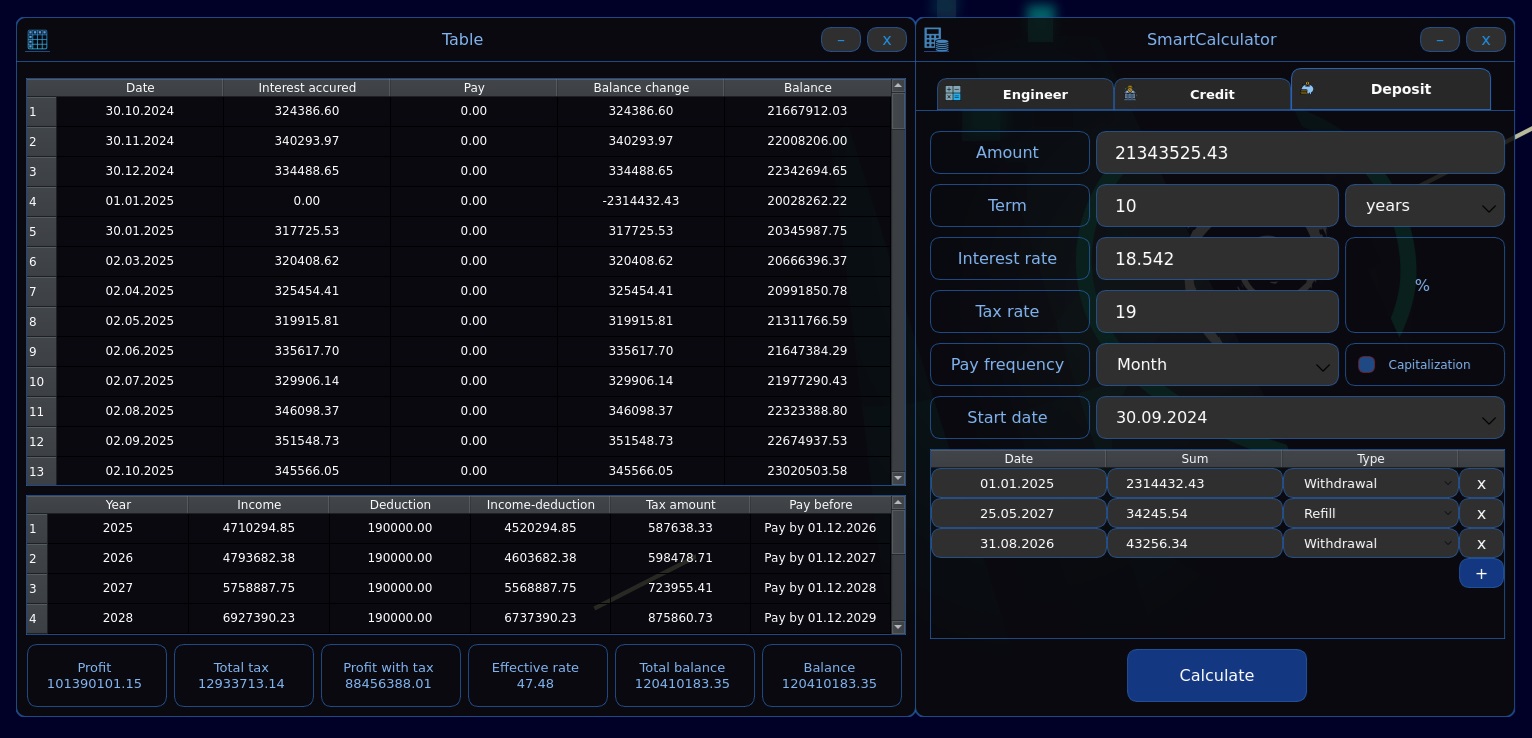 Table
–
x
Date Interest accured Pay Balance change Balance
1 30.10.2024 324386.60 0.00 324386.60 21667912.03
2 30.11.2024 340293.97 0.00 340293.97 22008206.00
3 30.12.2024 334488.65 0.00 334488.65 22342694.65
4 01.01.2025 0.00 0.00 -2314432.43 20028262.22
5 30.01.2025 317725.53 0.00 317725.53 20345987.75
6 02.03.2025 320408.62 0.00 320408.62 20666396.37
7 02.04.2025 325454.41 0.00 325454.41 20991850.78
8 02.05.2025 319915.81 0.00 319915.81 21311766.59
9 02.06.2025 335617.70 0.00 335617.70 21647384.29
10 02.07.2025 329906.14 0.00 329906.14 21977290.43
11 02.08.2025 346098.37 0.00 346098.37 22323388.80
12 02.09.2025 351548.73 0.00 351548.73 22674937.53
13 02.10.2025 345566.05 0.00 345566.05 23020503.58
Year Income Deduction Income-deduction Tax amount Pay before
1 2025 4710294.85 190000.00 4520294.85 587638.33 Pay by 01.12.2026
2 2026 4793682.38 190000.00 4603682.38 598478.71 Pay by 01.12.2027
3 2027 5758887.75 190000.00 5568887.75 723955.41 Pay by 01.12.2028
4 2028 6927390.23 190000.00 6737390.23 875860.73 Pay by 01.12.2029
Profit
101390101.15
Total tax
12933713.14
Profit with tax
88456388.01
Effective rate
47.48
Total balance
120410183.35
Balance
120410183.35
SmartCalculator
–
x
Engineer
Credit
Deposit
Amount 21343525.43
Term 10 years
Interest rate 18.542
%
Tax rate 19
Pay frequency Month Capitalization
Start date 30.09.2024
Date Sum Type
01.01.2025 2314432.43 Withdrawal x
25.05.2027 34245.54 Refill x
31.08.2026 43256.34 Withdrawal x
+
Calculate